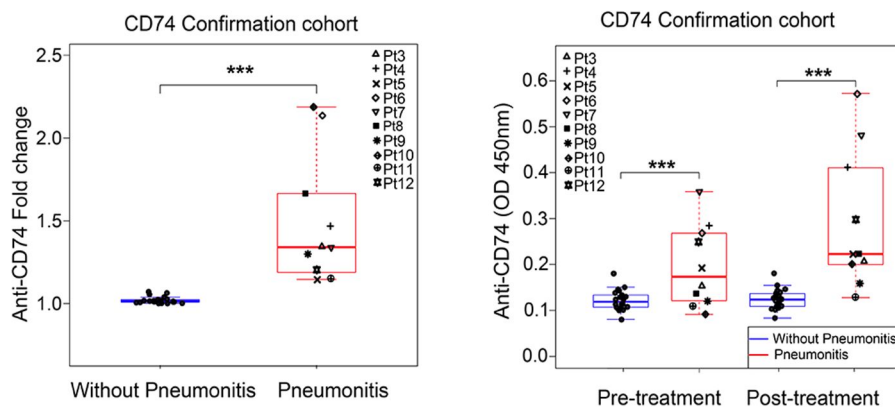 CD74 Confirmation cohort
Anti-CD74 Fold change
2.5
2.0
1.5
1.0
***
Pt3
Pt4
Pt5
Pt6
Pt7
Pt8
Pt9
Pt10
Pt11
Pt12
Without Pneumonitis
Pneumonitis
CD74 Confirmation cohort
Anti-CD74 (OD 450nm)
0.6
0.5
0.4
0.3
0.2
0.1
0.0
***
***
Pt3
Pt4
Pt5
Pt6
Pt7
Pt8
Pt9
Pt10
Pt11
Pt12
Without Pneumonitis
Pneumonitis
Pre-treatment
Post-treatment